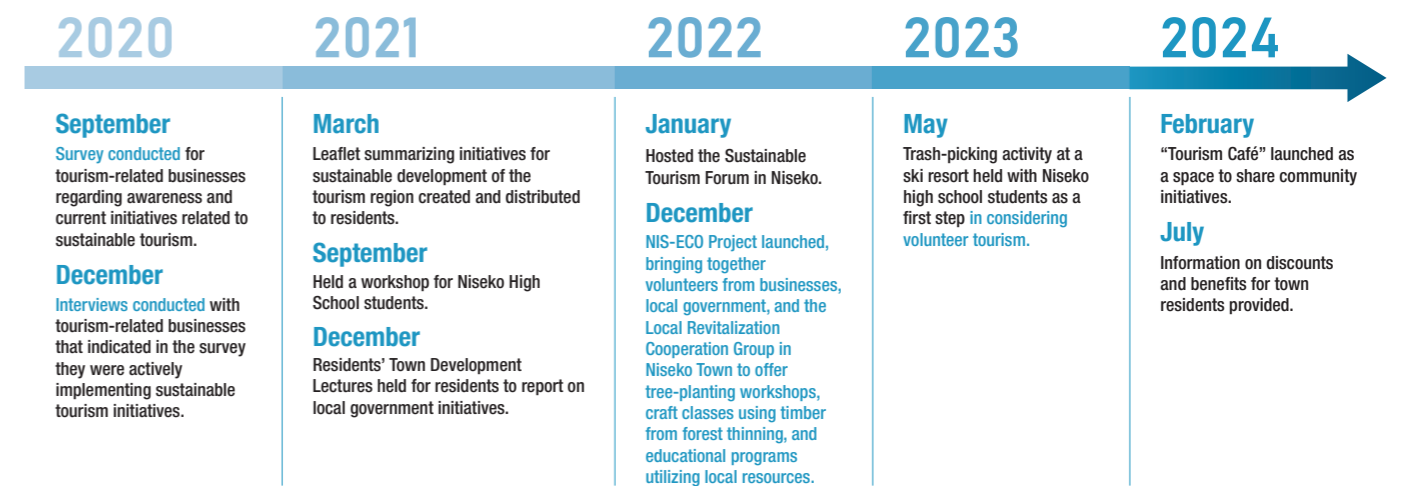 2020
September
Survey conducted for
tourism-related businesses
regarding awareness and
current initiatives related to
sustainable tourism.
December
Interviews conducted with
tourism-related businesses
that indicated in the survey
they were actively
implementing sustainable
tourism initiatives.
2021
March
Leaflet summarizing initiatives for
sustainable development of the
tourism region created and distributed
to residents.
September
Held a workshop for Niseko High
School students.
December
Residents’ Town Development
Lectures held for residents to report on
local government initiatives.
2022
January
Hosted the Sustainable
Tourism Forum in Niseko.
December
NIS-ECO Project launched,
bringing together
volunteers from businesses,
local government, and the
Local Revitalization
Cooperation Group in
Niseko Town to offer
tree-planting workshops,
craft classes using timber
from forest thinning, and
educational programs
utilizing local resources.
2023
May
Trash-picking activity at a
ski resort held with Niseko
high school students as a
first step in considering
volunteer tourism.
2024
February
“Tourism Café” launched as
a space to share community
initiatives.
July
Information on discounts
and benefits for town
residents provided.